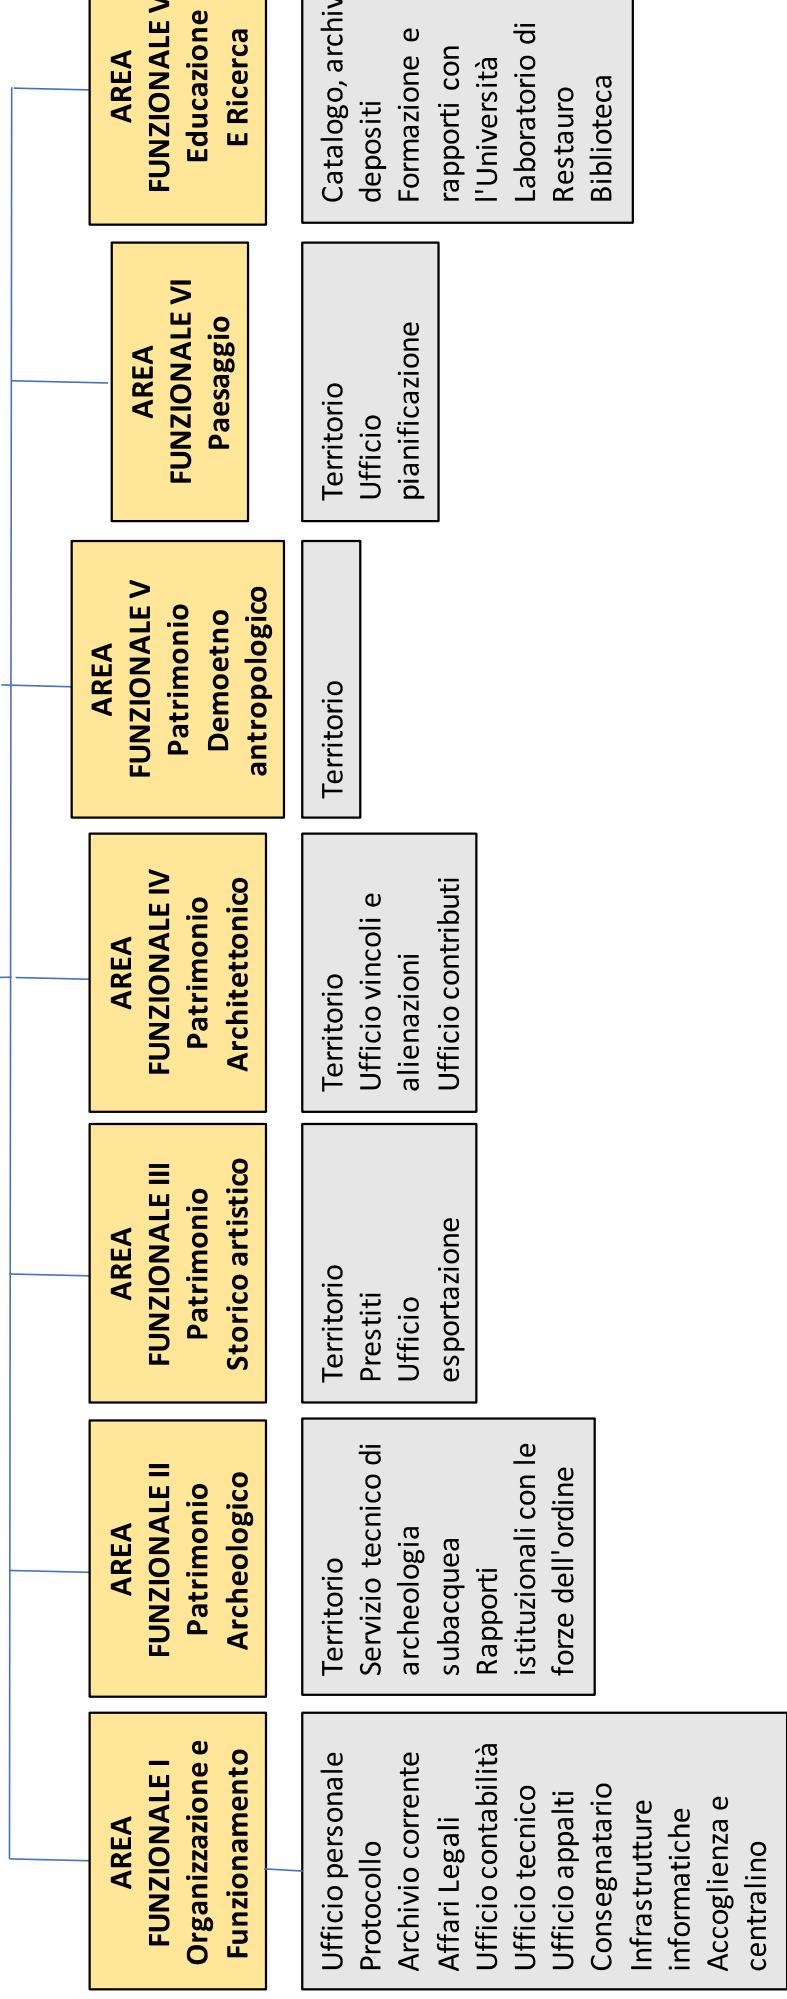 AREA
FUNZIONALE I
Organizzazione e
Funzionamento
Ufficio personale
Protocollo
Archivio corrente
Affari Legali
Ufficio contabilità
Ufficio tecnico
Ufficio appalti
Consegnatario
Infrastrutture
informatiche
Accoglienza e
centralino
AREA
FUNZIONALE II
Patrimonio
Archeologico
Territorio
Servizio tecnico di
archeologia
subacquea
Rapporti
istituzionali con le
forze dell'ordine
AREA
FUNZIONALE III
Patrimonio
Storico artistico
Territorio
Prestiti
Ufficio
esportazione
AREA
FUNZIONALE IV
Patrimonio
Architettonico
Territorio
Ufficio vincoli e
alienazioni
Ufficio contributi
AREA
FUNZIONALE V
Patrimonio
Demoetno
antropologico
Territorio
AREA
FUNZIONALE VI
Paesaggio
Territorio
Ufficio
pianificazione
AREA
FUNZIONALE
Educazione
E Ricerca
Catalogo,
depositi
Formazione e
rapporti con
l'Università
Laboratorio di
Restauro
Biblioteca